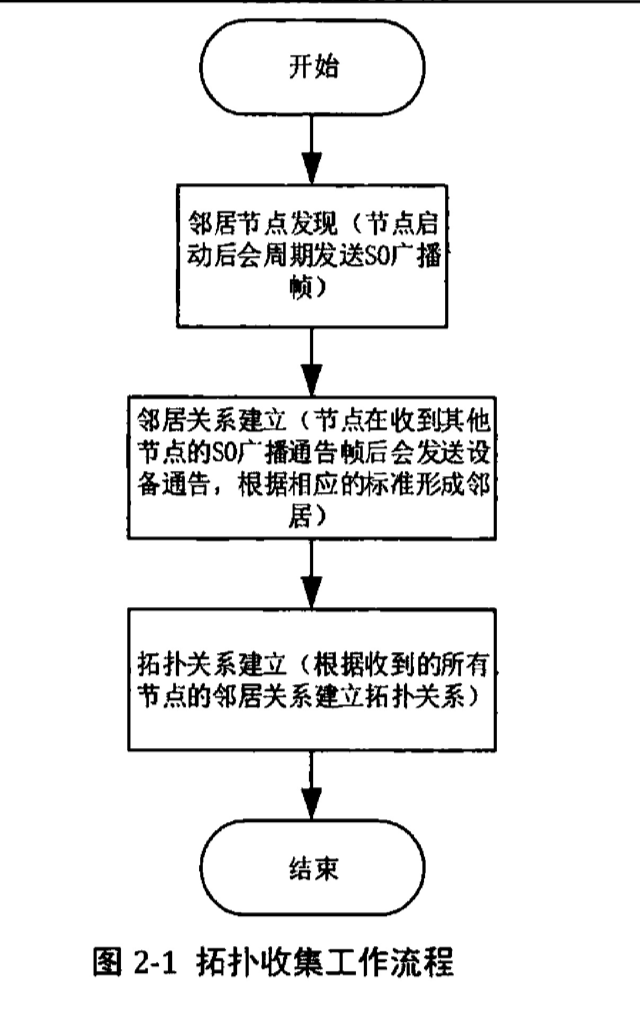 开始
邻居节点发现（节点启
动后会周期发送SO广播
帧）
邻居关系建立（节点在收到其他
节点的SO广播通告帧后会发送设
备通告，根据相应的标准形成邻
居）
拓扑关系建立（根据收到的所有
节点的邻居关系建立拓扑关系）
结束
图 2-1 拓扑收集工作流程